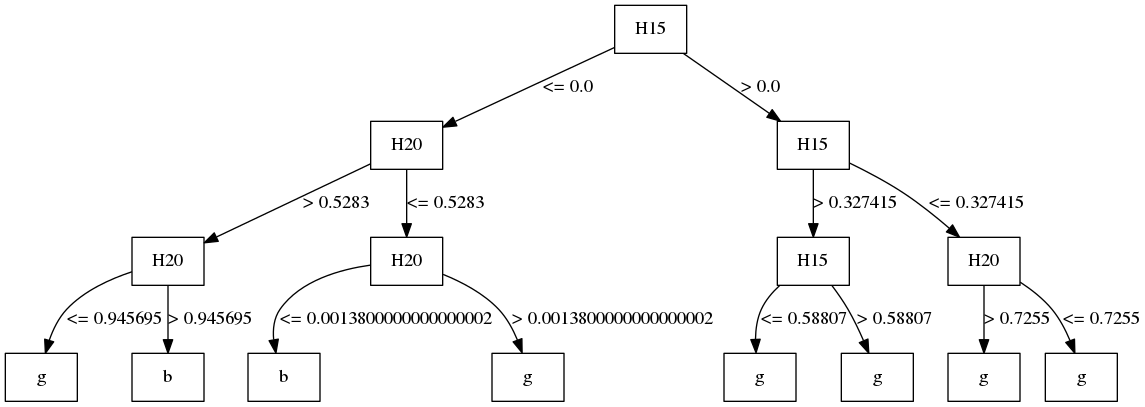 H15
<= 0.0
> 0.0
H20
H15
> 0.5283
<= 0.5283
> 0.327415
<= 0.327415
H20
H20
H15
H20
<= 0.945695
> 0.945695
<= 0.0013800000000000002
> 0.0013800000000000002
<= 0.58807
> 0.58807
> 0.7255
<= 0.7255
g
b
b
g
g
g
g
g